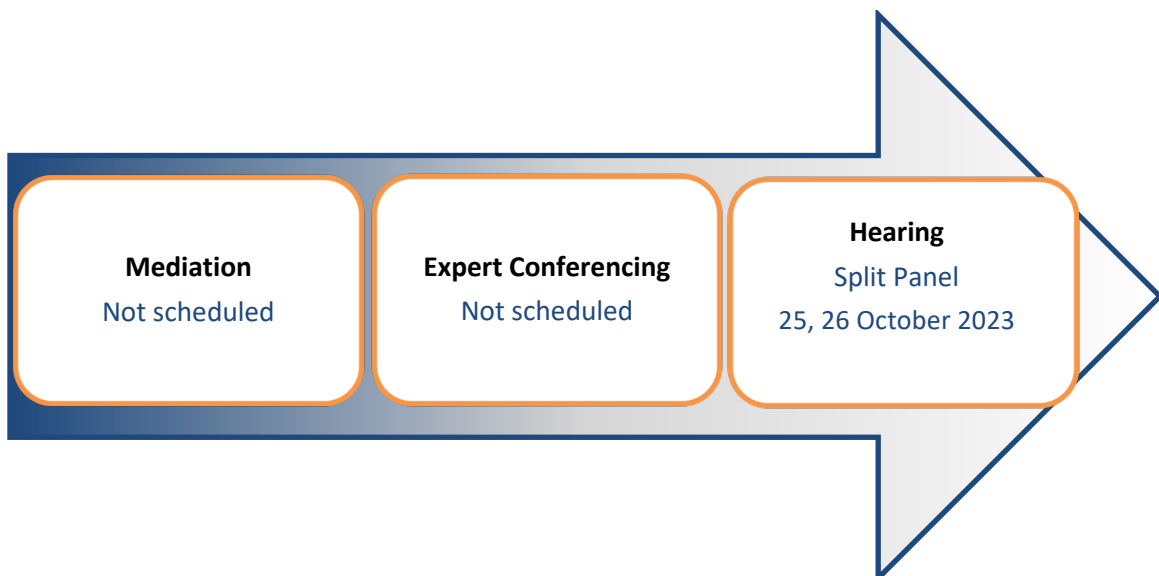 Mediation
Not scheduled
Expert Conferencing
Not scheduled
Hearing
Split Panel
25, 26 October 2023